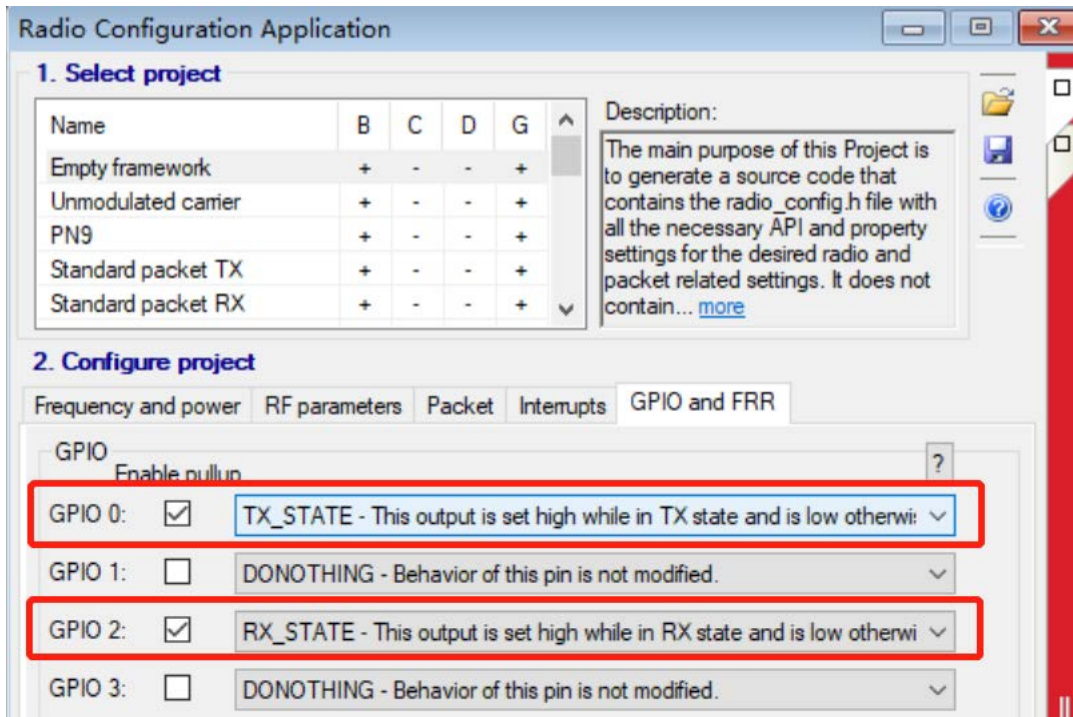 Radio Configuration Application
1. Select project
Name B C D G
Empty framework + - - +
Unmodulated carrier + - - +
PN9 + - - +
Standard packet TX + - - +
Standard packet RX + - - +
Description:
The main purpose of this Project is
to generate a source code that
contains the radio_config.h file with
all the necessary API and property
settings for the desired radio and
packet related settings. It does not
contain... more
2. Configure project
Frequency and power RF parameters Packet Interrupts GPIO and FRR
GPIO
Enable pullup
?
GPIO 0: TX_STATE - This output is set high while in TX state and is low otherwi
GPIO 1: DONOTHING - Behavior of this pin is not modified.
GPIO 2: RX_STATE - This output is set high while in RX state and is low otherwi
GPIO 3: DONOTHING - Behavior of this pin is not modified.